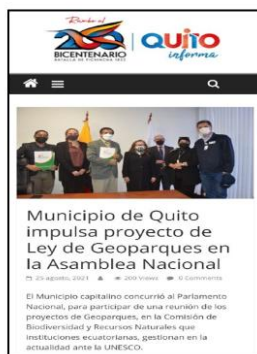 Rumbo al
200
BICENTENARIO
BATALLA DE PICHINCHA 1822
QUITO
informa
Municipio de Quito
impulsa proyecto de
Ley de Geoparques en
la Asamblea Nacional
25 agosto, 2021 209 Views 0 Comments
El Municipio capitalino concurrió al Parlamento
Nacional, para participar de una reunión de los
proyectos de Geoparques, en la Comisión de
Biodiversidad y Recursos Naturales que
instituciones ecuatorianas, gestionan en la
actualidad ante la UNESCO.